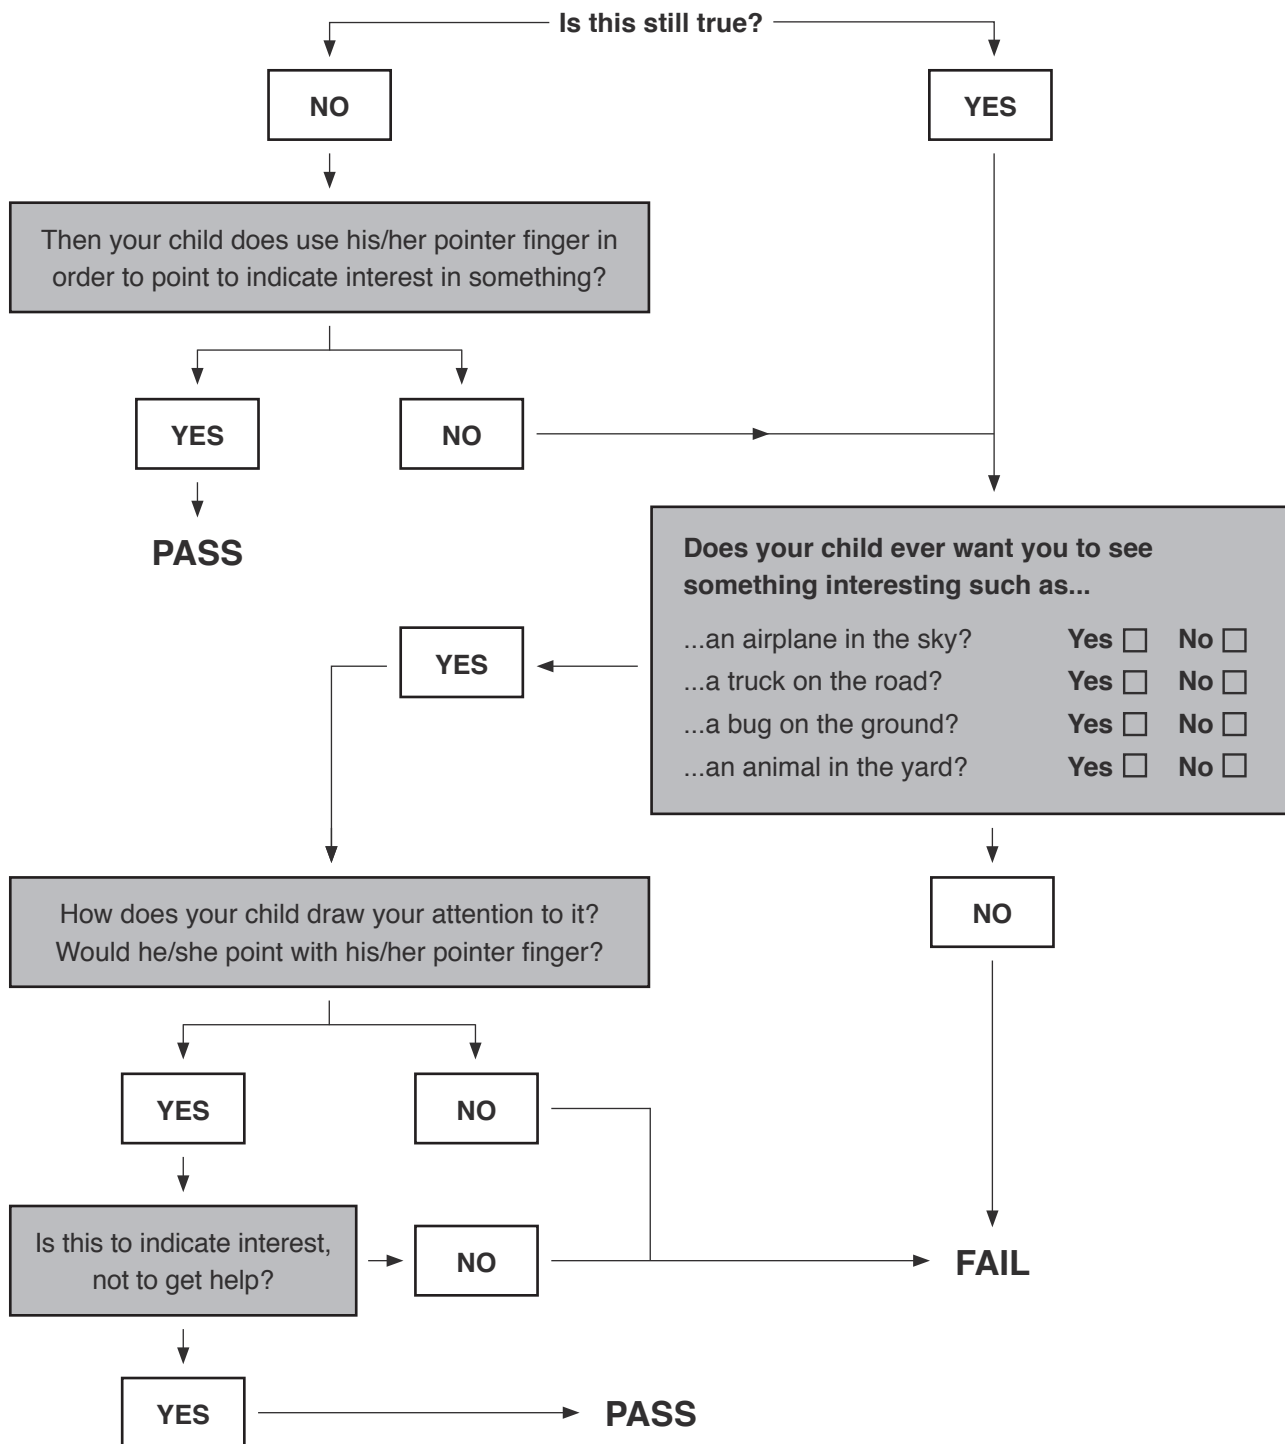 Is this still true?
NO
YES
Then your child does use his/her pointer finger in
order to point to indicate interest in something?
YES
NO
PASS
Does your child ever want you to see
something interesting such as...
...an airplane in the sky? Yes ☐ No ☐
...a truck on the road? Yes ☐ No ☐
...a bug on the ground? Yes ☐ No ☐
...an animal in the yard? Yes ☐ No ☐
YES
NO
How does your child draw your attention to it?
Would he/she point with his/her pointer finger?
YES
NO
Is this to indicate interest,
not to get help?
NO
FAIL
YES
PASS